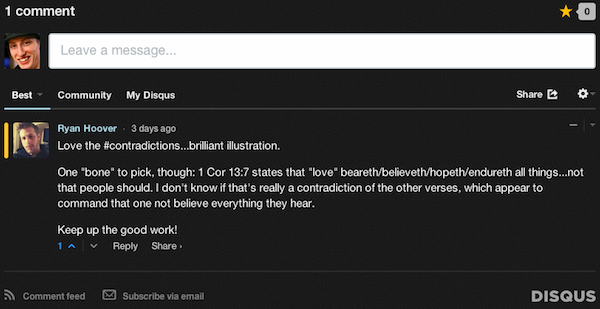 1 comment
0
Leave a message...
Best
Community
My Disqus
Share
Ryan Hoover · 3 days ago
Love the #contradictions...brilliant illustration.
One "bone" to pick, though: 1 Cor 13:7 states that "love" beareth/believeth/hopeth/endureth all things...not
that people should. I don't know if that's really a contradiction of the other verses, which appear to
command that one not believe everything they hear.
Keep up the good work!
1
Reply
Share ›
Comment feed
Subscribe via email
DISQUS